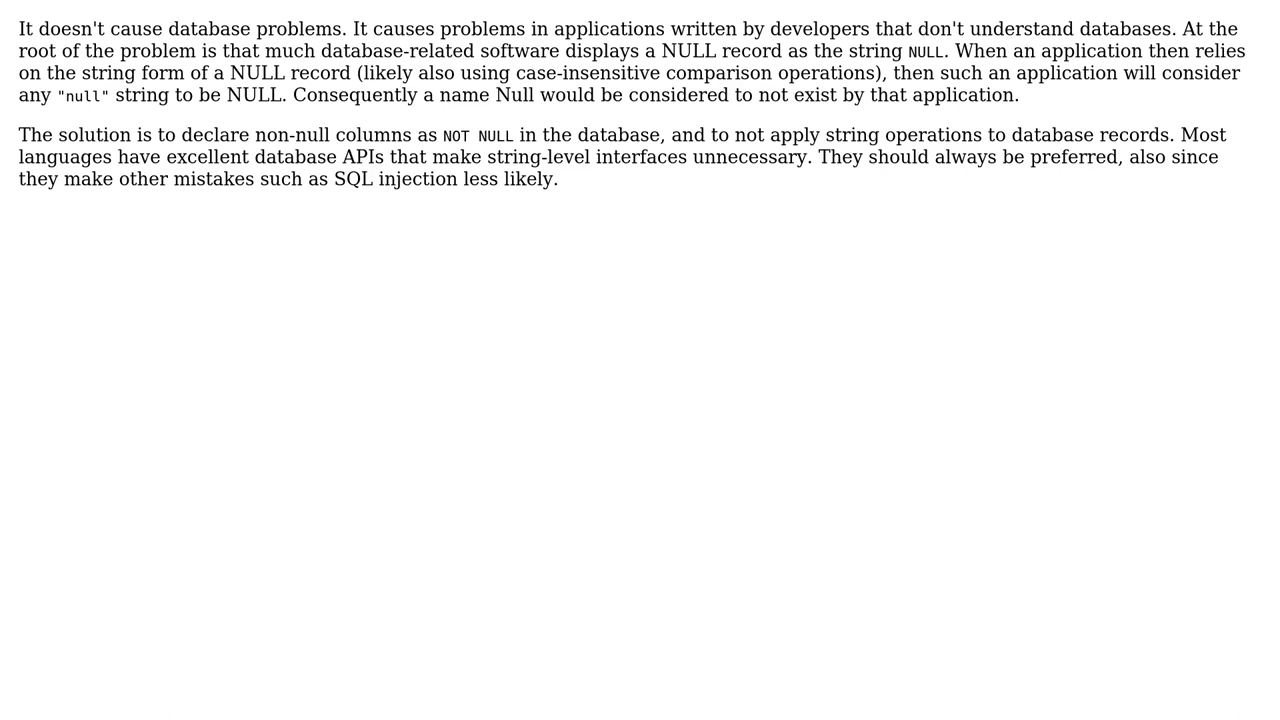 It doesn't cause database problems. It causes problems in applications written by developers that don't understand databases. At the
root of the problem is that much database-related software displays a NULL record as the string NULL. When an application then relies
on the string form of a NULL record (likely also using case-insensitive comparison operations), then such an application will consider
any "null" string to be NULL. Consequently a name Null would be considered to not exist by that application.
The solution is to declare non-null columns as NOT NULL in the database, and to not apply string operations to database records. Most
languages have excellent database APIs that make string-level interfaces unnecessary. They should always be preferred, also since
they make other mistakes such as SQL injection less likely.